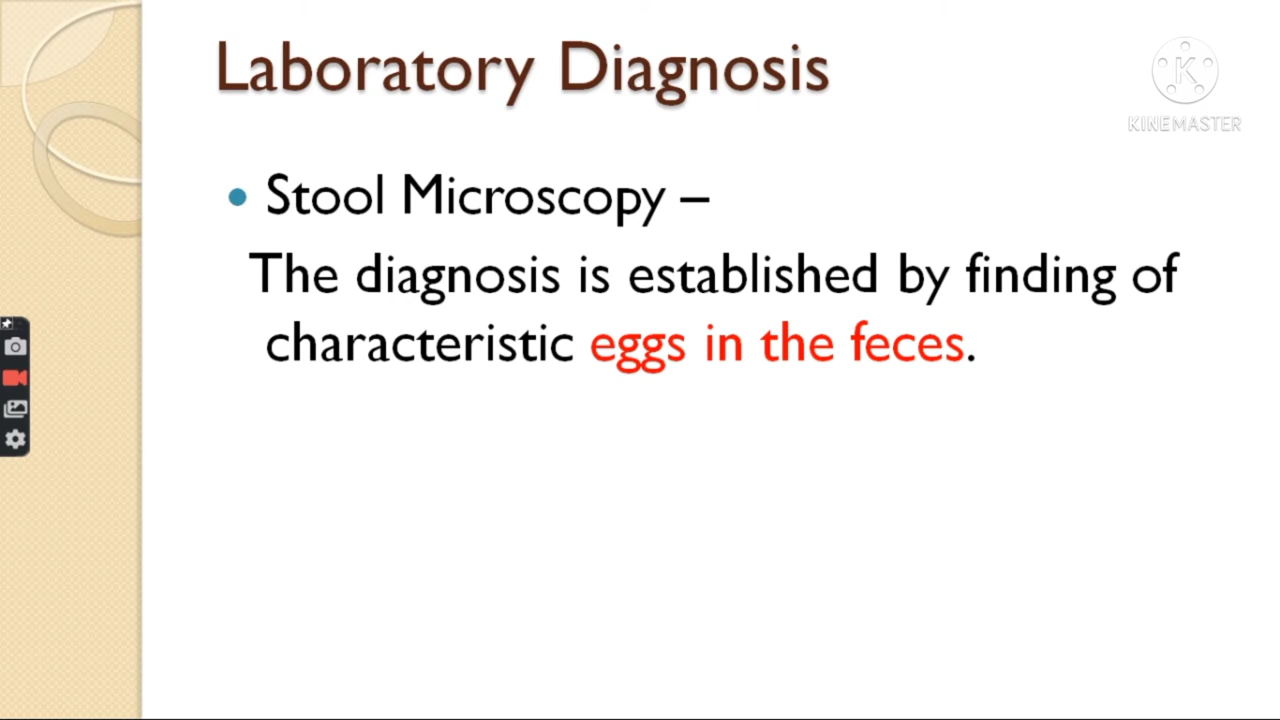 Laboratory Diagnosis
K
KINEMASTER
• Stool Microscopy –
The diagnosis is established by finding of
characteristic eggs in the feces.